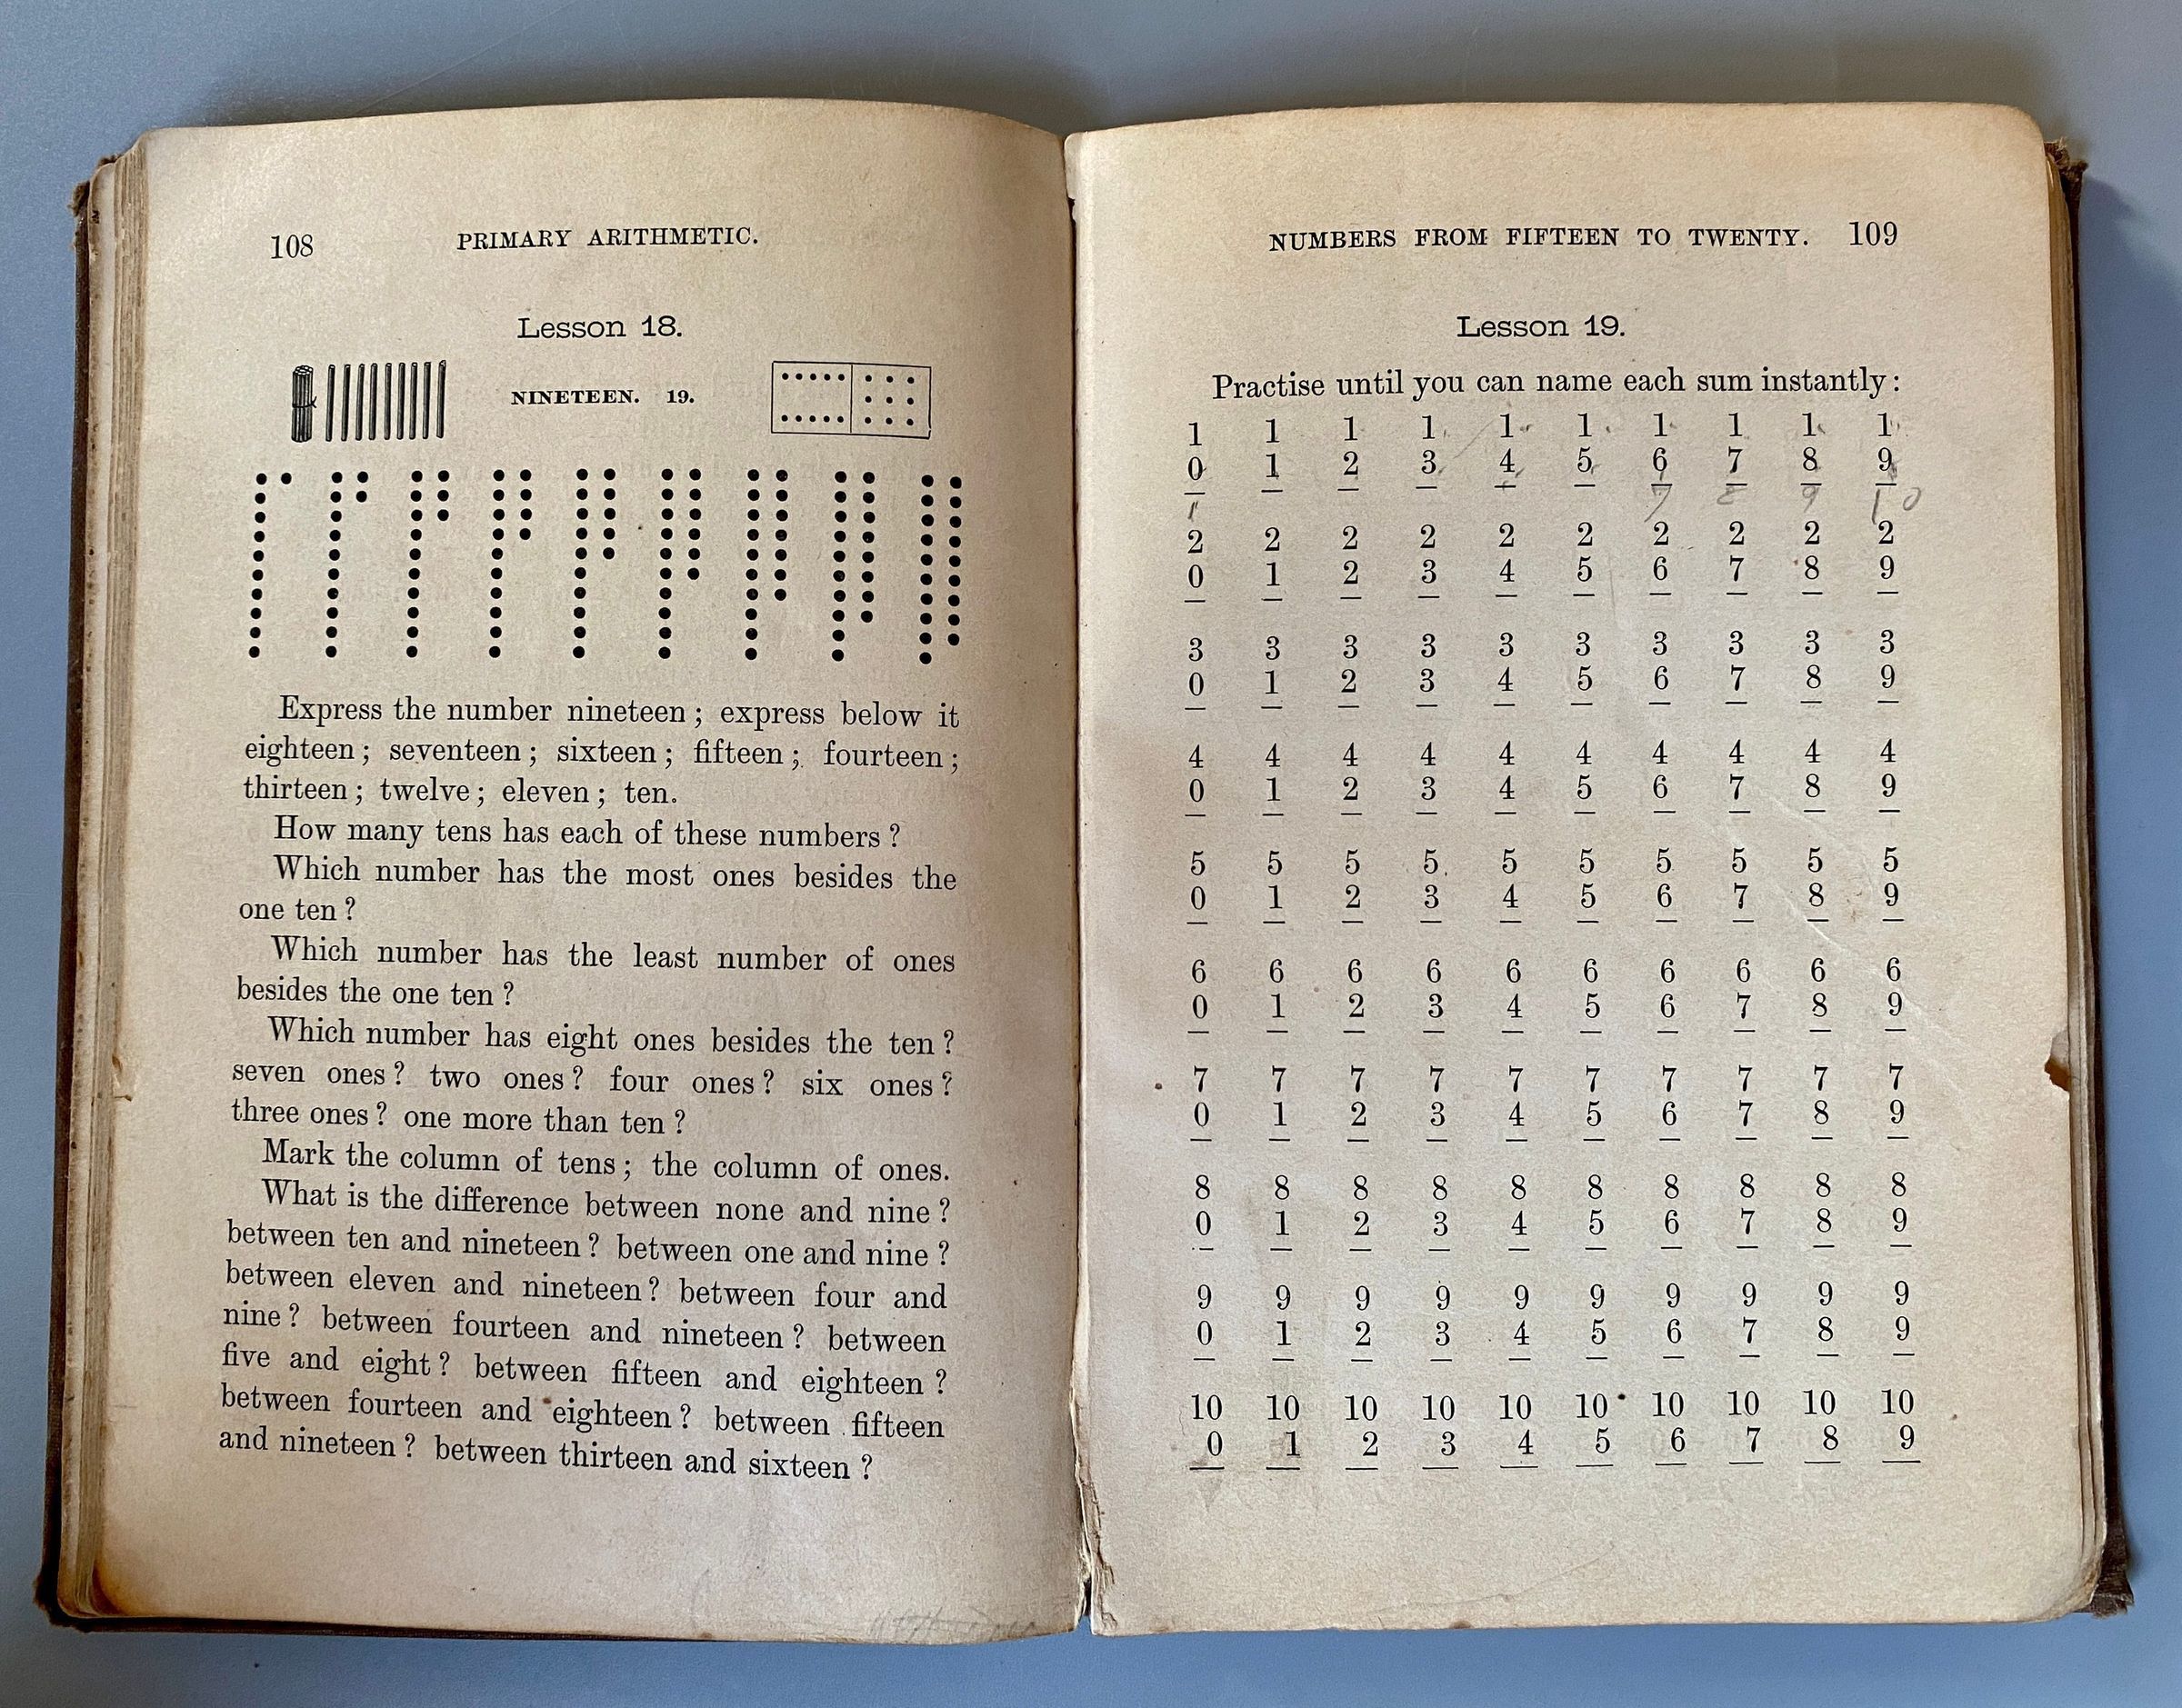 108 PRIMARY ARITHMETIC.
Lesson 18.
NINETEEN. 19.
Express the number nineteen; express below it
eighteen; seventeen; sixteen; fifteen; fourteen;
thirteen; twelve; eleven; ten.
How many tens has each of these numbers?
Which number has the most ones besides the
one ten?
Which number has the least number of ones
besides the one ten?
Which number has eight ones besides the ten?
seven ones? two ones? four ones? six ones?
three ones? one more than ten?
Mark the column of tens; the column of ones.
What is the difference between none and nine?
between ten and nineteen? between one and nine?
between eleven and nineteen? between four and
nine? between fourteen and nineteen? between
five and eight? between fifteen and eighteen?
between fourteen and eighteen? between fifteen
and nineteen? between thirteen and sixteen?
NUMBERS FROM FIFTEEN TO TWENTY. 109
Lesson 19.
Practise until you can name each sum instantly:
1 1 1 1 1 1 1 1 1 1
0 1 2 3 4 5 6 7 8 9
1 7 8 9 10
2 2 2 2 2 2 2 2 2 2
0 1 2 3 4 5 6 7 8 9
3 3 3 3 3 3 3 3 3 3
0 1 2 3 4 5 6 7 8 9
4 4 4 4 4 4 4 4 4 4
0 1 2 3 4 5 6 7 8 9
5 5 5 5 5 5 5 5 5 5
0 1 2 3 4 5 6 7 8 9
6 6 6 6 6 6 6 6 6 6
0 1 2 3 4 5 6 7 8 9
7 7 7 7 7 7 7 7 7 7
0 1 2 3 4 5 6 7 8 9
8 8 8 8 8 8 8 8 8 8
0 1 2 3 4 5 6 7 8 9
9 9 9 9 9 9 9 9 9 9
0 1 2 3 4 5 6 7 8 9
10 10 10 10 10 10 10 10 10 10
0 1 2 3 4 5 6 7 8 9